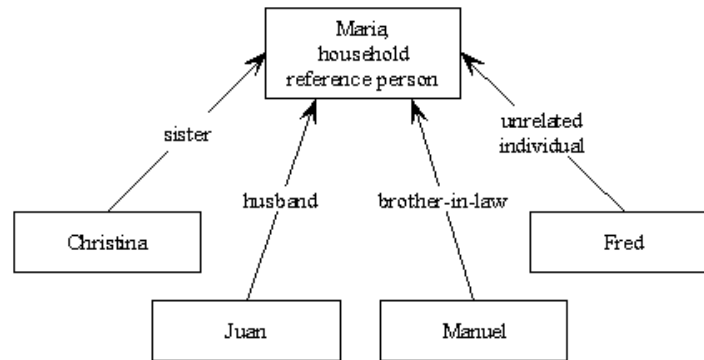 Maria,
household
reference person
sister
unrelated
individual
husband
brother-in-law
Christina
Fred
Juan
Manuel